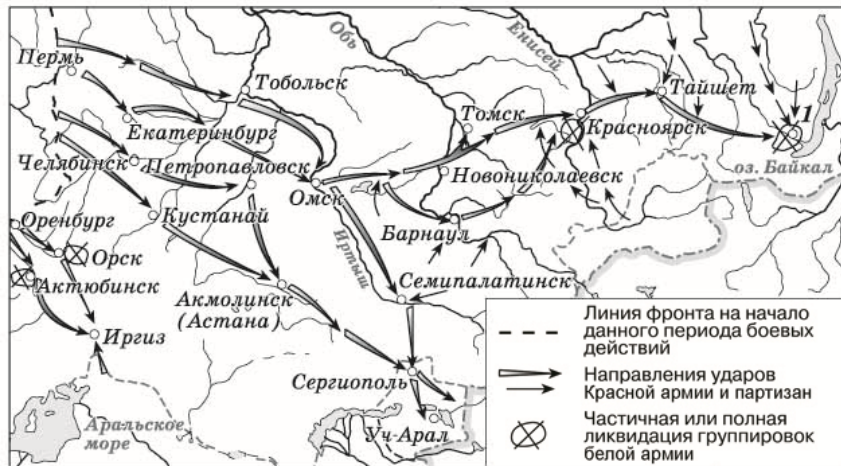 Обь
Енисей
Пермь
Тобольск
Тайшет
Томск
1
Екатеринбург
Красноярск
Челябинск
Петропавловск
оз. Байкал
Омск
Новониколаевск
Кустанай
Оренбург
Барнаул
Орск
Иртыш
Актюбинск
Семипалатинск
Акмолинск
(Астана)
Иргиз
Сергиополь
Аральское
море
Уч-Арал
Линия фронта на начало
данного периода боевых
действий
Направления ударов
Красной армии и партизан
Частичная или полная
ликвидация группировок
белой армии